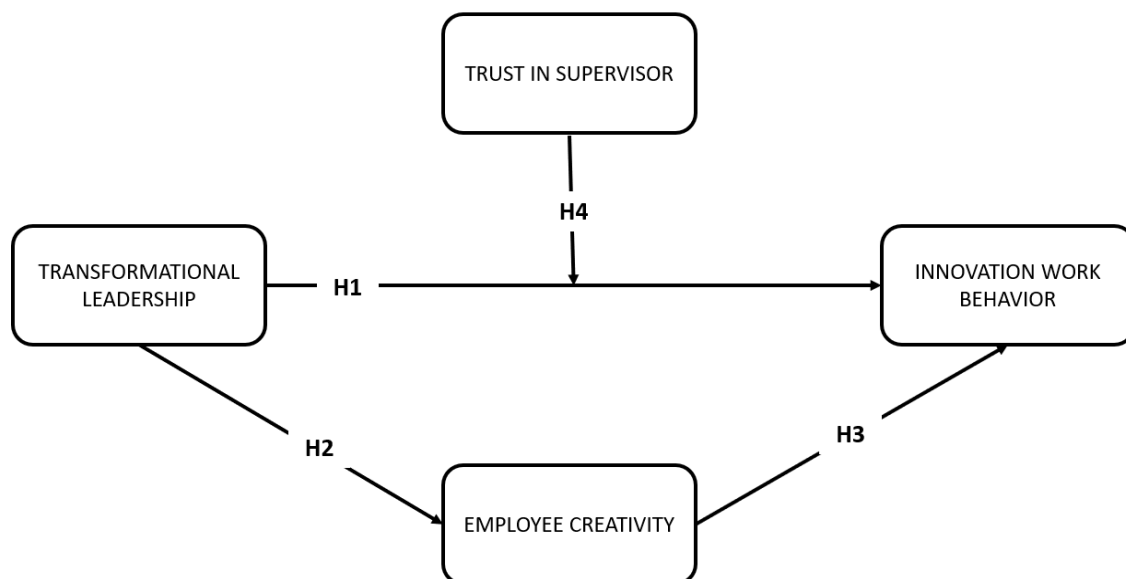 TRUST IN SUPERVISOR
H4
TRANSFORMATIONAL
LEADERSHIP
H1
INNOVATION WORK
BEHAVIOR
H2
H3
EMPLOYEE CREATIVITY